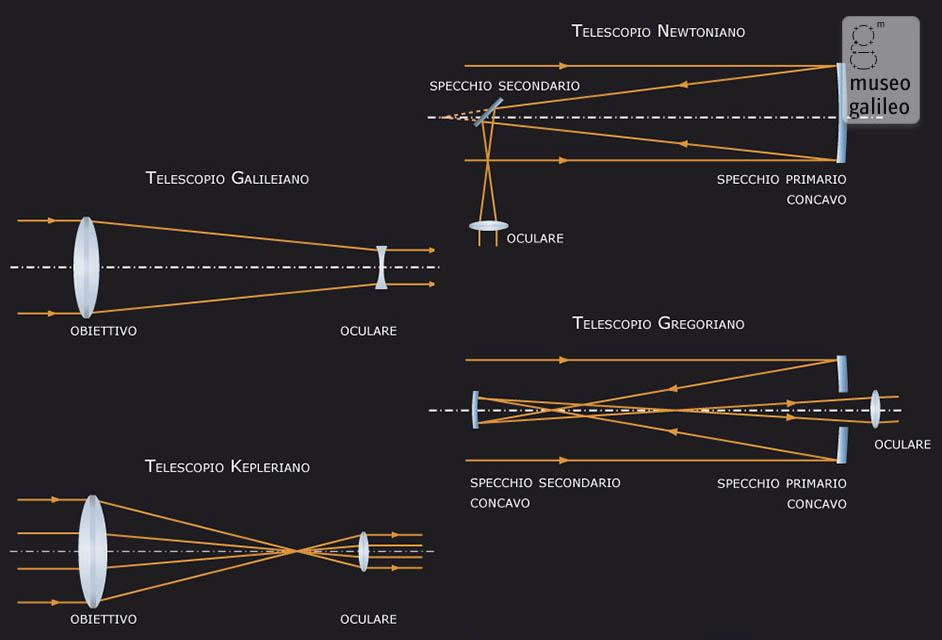 TELESCOPIO NEWTONIANO
m
g
museo
galileo
SPECCHIO SECONDARIO
SPECCHIO PRIMARIO
CONCAVO
OCULARE
TELESCOPIO GALILEIANO
OBIETTIVO
OCULARE
TELESCOPIO GREGORIANO
OCULARE
SPECCHIO SECONDARIO
CONCAVO
SPECCHIO PRIMARIO
CONCAVO
TELESCOPIO KEPLERIANO
OBIETTIVO
OCULARE